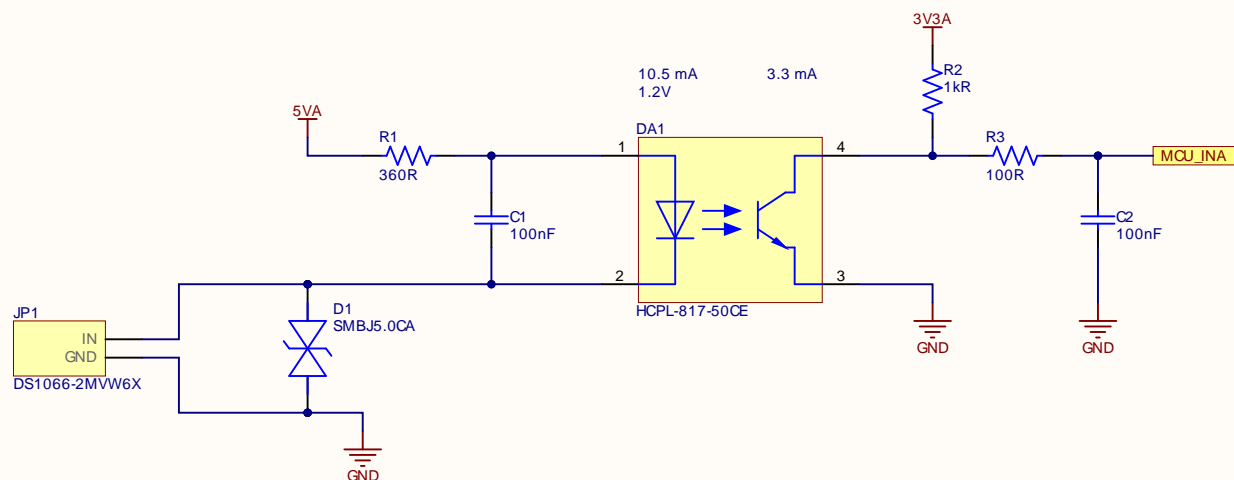 3V3A
R2
1kR
10.5 mA
1.2V
3.3 mA
5VA
DA1
R1
360R
1
4
R3
100R
MCU_INA
C1
100nF
C2
100nF
2
3
HCPL-817-50CE
JP1
IN
GND
DS1066-2MVW6X
D1
SMBJ5.0CA
GND
GND
GND